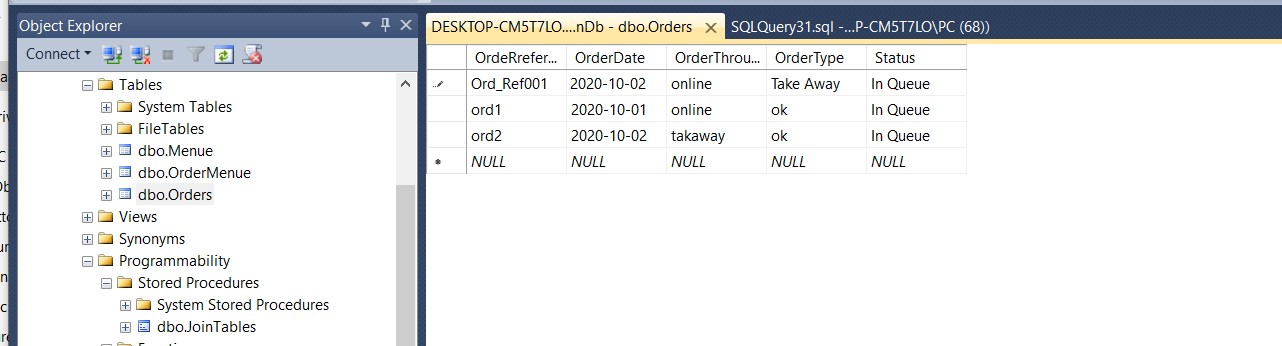 Object Explorer
Connect
Tables
System Tables
FileTables
dbo.Menue
dbo.OrderMenue
dbo.Orders
Views
Synonyms
Programmability
Stored Procedures
System Stored Procedures
dbo.JoinTables
DESKTOP-CM5T7LO....nDb - dbo.Orders
SQLQuery31.sql -...P-CM5T7LO\PC (68))
OrdeRrefer... OrderDate OrderThrou... OrderType Status
Ord_Ref001 2020-10-02 online Take Away In Queue
ord1 2020-10-01 online ok In Queue
ord2 2020-10-02 takaway ok In Queue
NULL NULL NULL NULL NULL